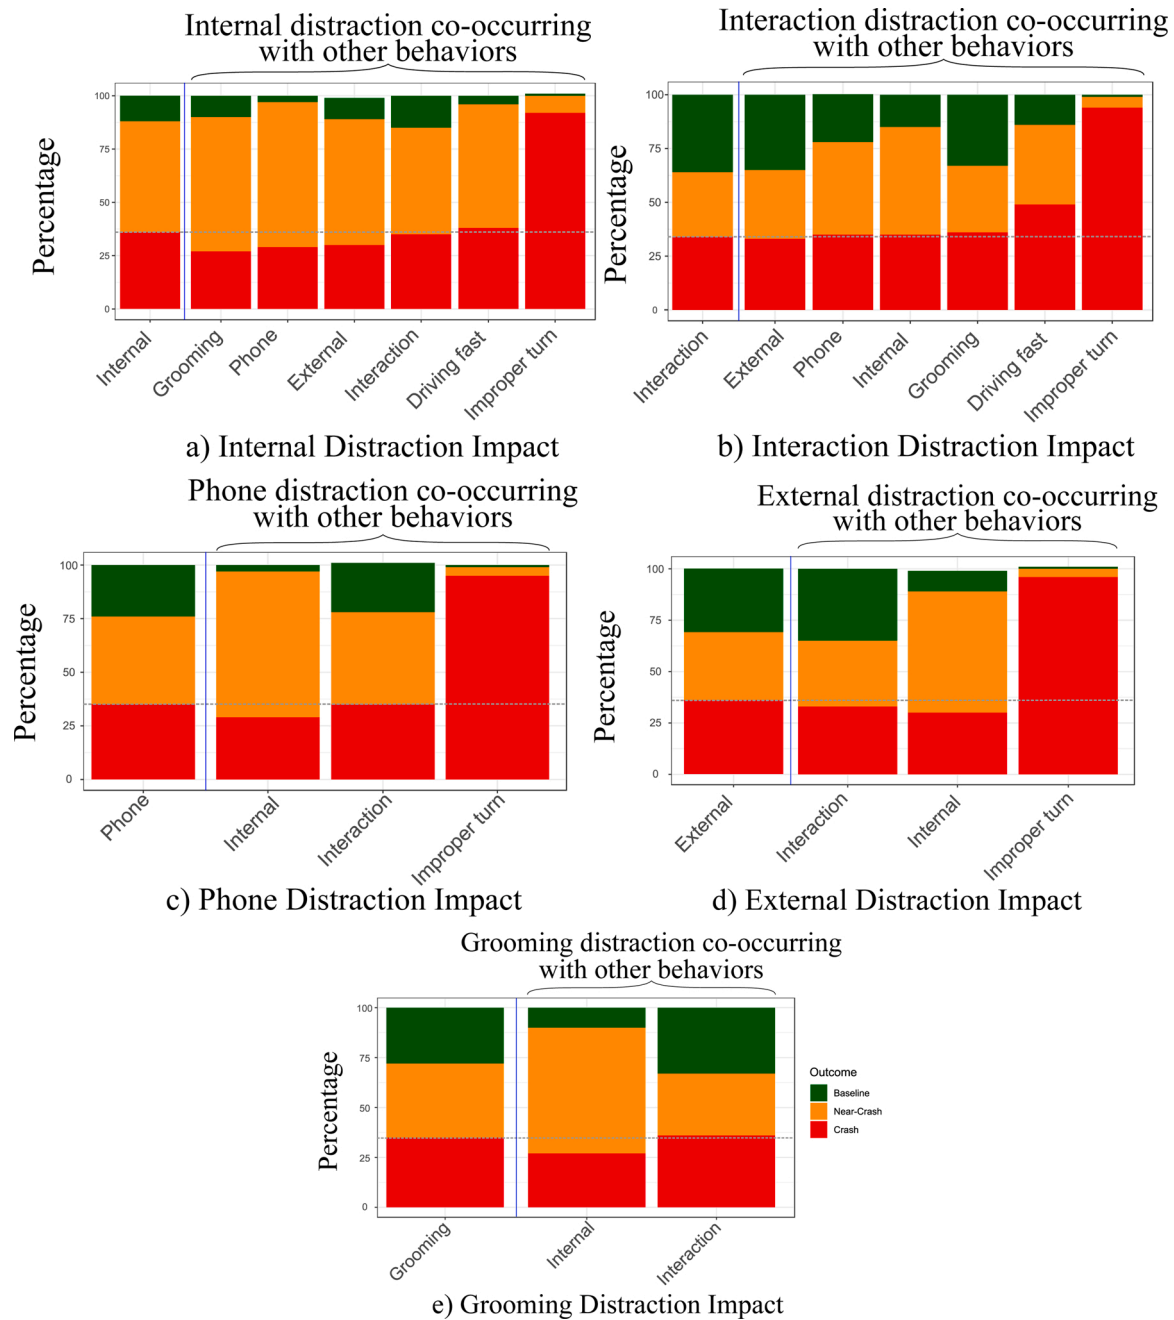 Internal distraction co-occurring
with other behaviors
Percentage
100
75
50
25
0
Internal
Grooming
Phone
External
Interaction
Driving fast
Improper turn
a) Internal Distraction Impact
Interaction distraction co-occurring
with other behaviors
Percentage
100
75
50
25
0
Interaction
External
Phone
Internal
Grooming
Driving fast
Improper turn
b) Interaction Distraction Impact
Phone distraction co-occurring
with other behaviors
Percentage
100
75
50
25
0
Phone
Internal
Interaction
Improper turn
c) Phone Distraction Impact
External distraction co-occurring
with other behaviors
Percentage
100
75
50
25
0
External
Interaction
Internal
Improper turn
d) External Distraction Impact
Grooming distraction co-occurring
with other behaviors
Percentage
100
75
50
25
0
Grooming
Internal
Interaction
Outcome
Baseline
Near-Crash
Crash
e) Grooming Distraction Impact